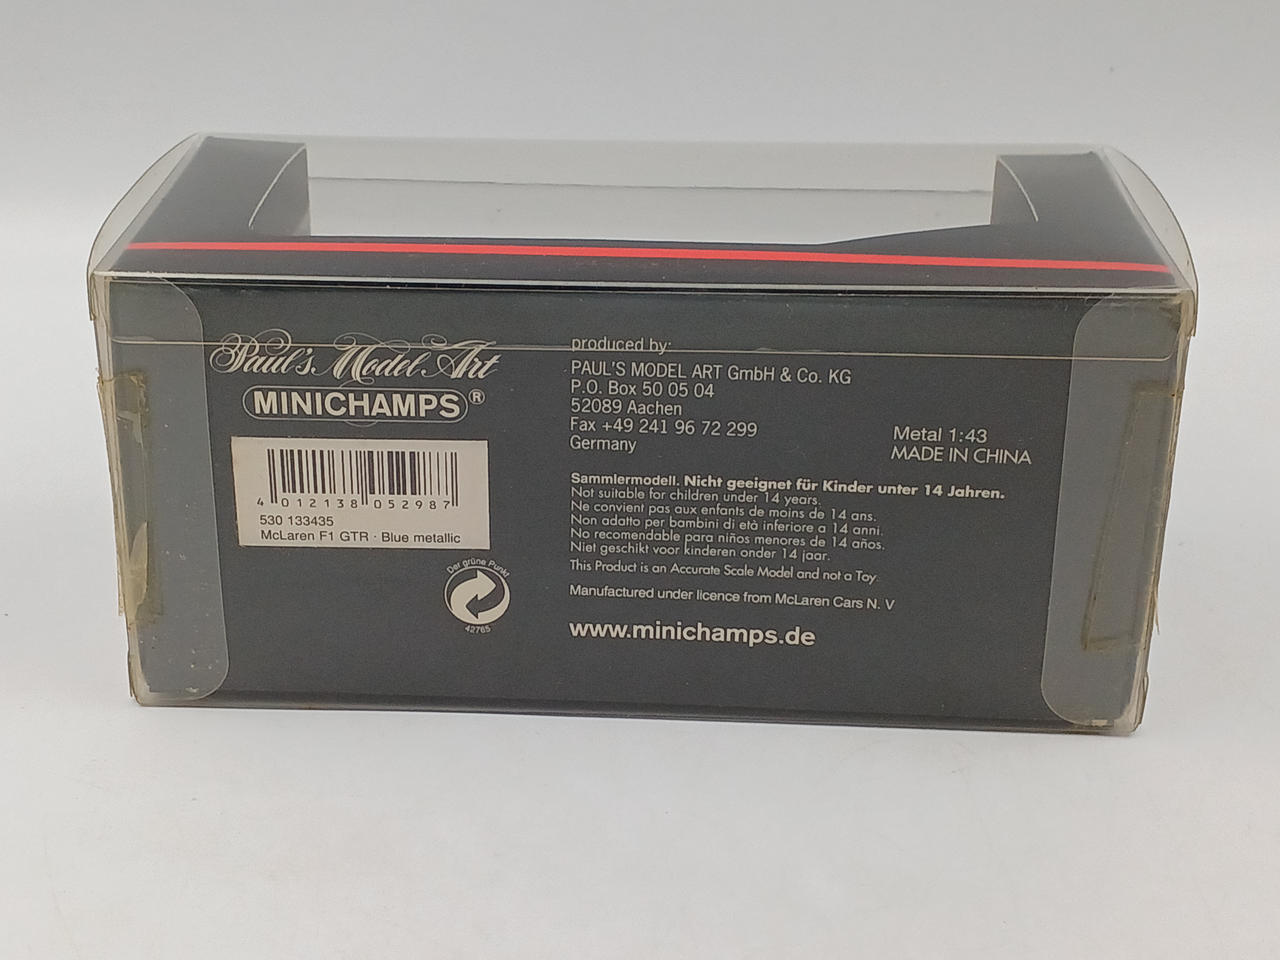 Paul's Model Art
MINICHAMPS®
4 012138 052987
530 133435
McLaren F1 GTR · Blue metallic
Der grüne Punkt
42765
produced by:
PAUL'S MODEL ART GmbH & Co. KG
P.O. Box 50 05 04
52089 Aachen
Fax +49 241 96 72 299
Germany
Metal 1:43
MADE IN CHINA
Sammlermodell. Nicht geeignet für Kinder unter 14 Jahren.
Not suitable for children under 14 years.
Ne convient pas aux enfants de moins de 14 ans.
Non adatto per bambini di età inferiore a 14 anni.
No recomendable para niños menores de 14 años.
Niet geschikt voor kinderen onder 14 jaar.
This Product is an Accurate Scale Model and not a Toy
Manufactured under licence from McLaren Cars N. V
www.minichamps.de